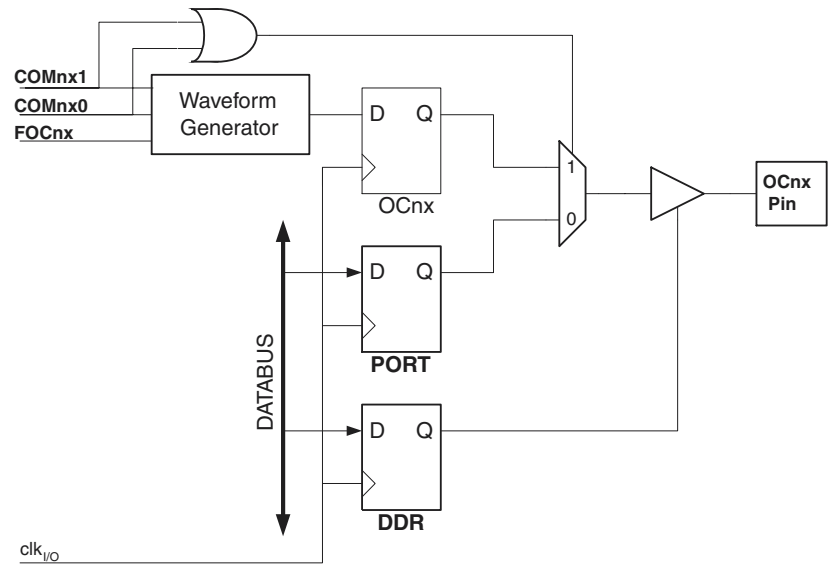 COMnx1
COMnx0
FOCnx
Waveform
Generator
D Q
OCnx
1
0
OCnx
Pin
D Q
PORT
DATABUS
D Q
DDR
clkI/O